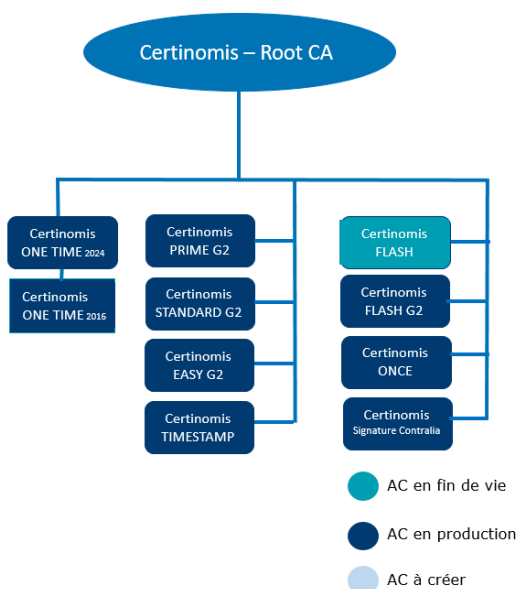 Certinomis – Root CA
Certinomis
ONE TIME 2024
Certinomis
ONE TIME 2016
Certinomis
PRIME G2
Certinomis
STANDARD G2
Certinomis
EASY G2
Certinomis
TIMESTAMP
Certinomis
FLASH
Certinomis
FLASH G2
Certinomis
ONCE
Certinomis
Signature Contralia
AC en fin de vie
AC en production
AC à créer